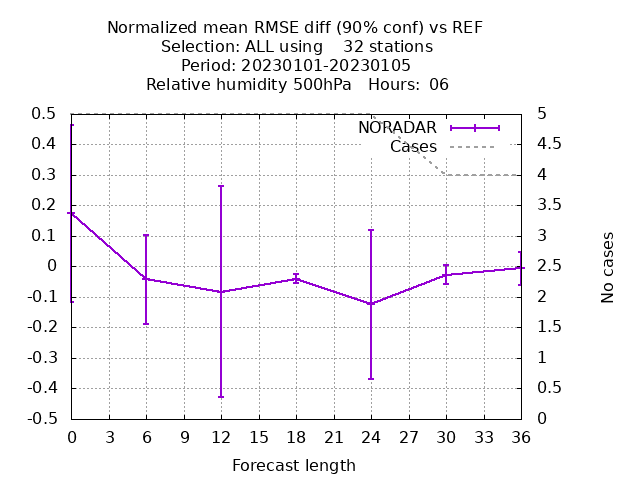 Normalized mean RMSE diff (90% conf) vs REF
Selection: ALL using    32 stations
Period: 20230101-20230105
Relative humidity 500hPa   Hours:  06
NORADAR
Cases
0.5
0.4
0.3
0.2
0.1
0
-0.1
-0.2
-0.3
-0.4
-0.5
5
4.5
4
3.5
3
2.5
2
1.5
1
0.5
0
No cases
0 3 6 9 12 15 18 21 24 27 30 33 36
Forecast length